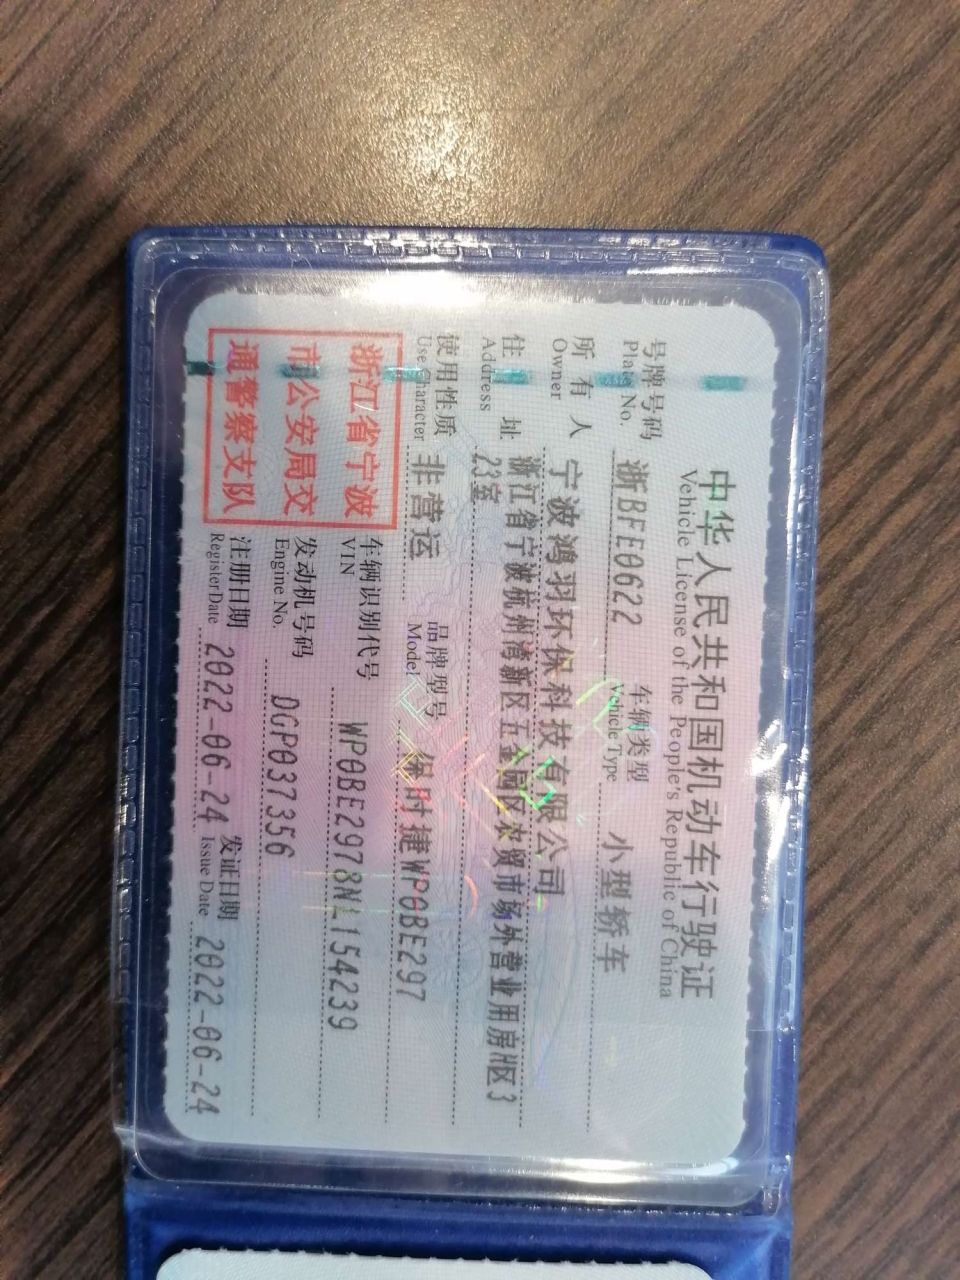 中华人民共和国机动车行驶证
Vehicle License of the People's Republic of China
号牌号码 浙BFE0622 车辆类型 小型轿车
Plate No. Vehicle Type
所有人 宁波鸿羽环保科技有限公司
Owner
住址 浙江省宁波杭州湾新区五金园区农贸市场外营业用房H区3
Address 23室
使用性质 非营运 品牌型号 保时捷WP0BE297
Use Character Model
浙江省宁波
市公安局交
通警察支队
车辆识别代号 WP0BE2978NL154239
VIN
发动机号码 DGP037356
Engine No.
注册日期 2022-06-24 发证日期 2022-06-24
Register Date Issue Date